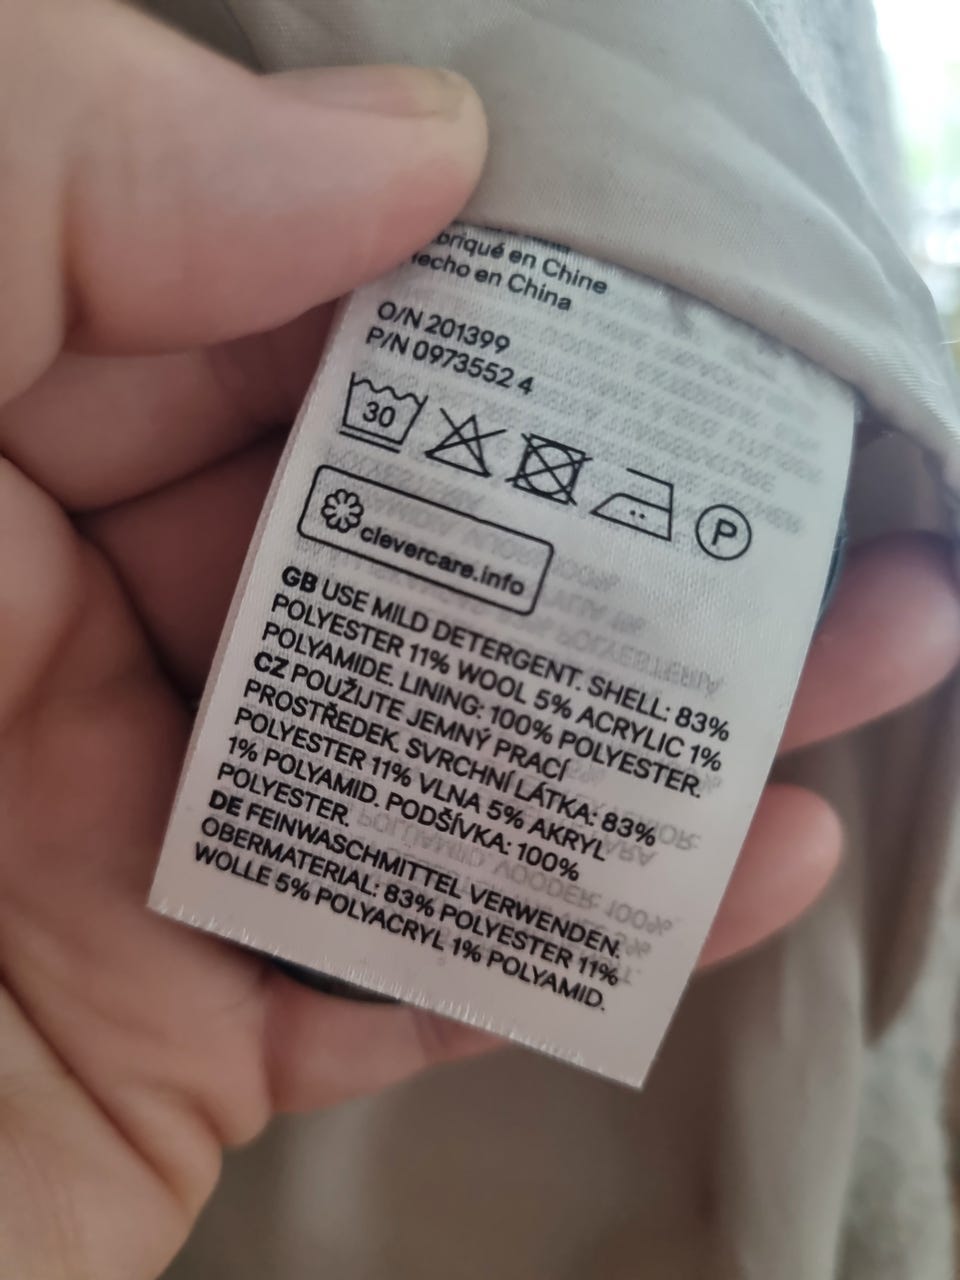 en Chine
en China
O/N 201399
P/N 0973552 4
30
P
clevercare.info
GB USE MILD DETERGENT. SHELL: 83%
POLYESTER 11% WOOL 5% ACRYLIC 1%
POLYAMIDE. LINING: 100% POLYESTER.
CZ POUŽIJTE JEMNÝ PRACÍ
PROSTŘEDEK. SVRCHNÍ LÁTKA: 83%
POLYESTER 11% VLNA 5% AKRYL
1% POLYAMID. PODŠÍVKA: 100%
POLYESTER.
DE FEINWASCHMITTEL VERWENDEN.
OBERMATERIAL: 83% POLYESTER 11%
WOLLE 5% POLYACRYL 1% POLYAMID.